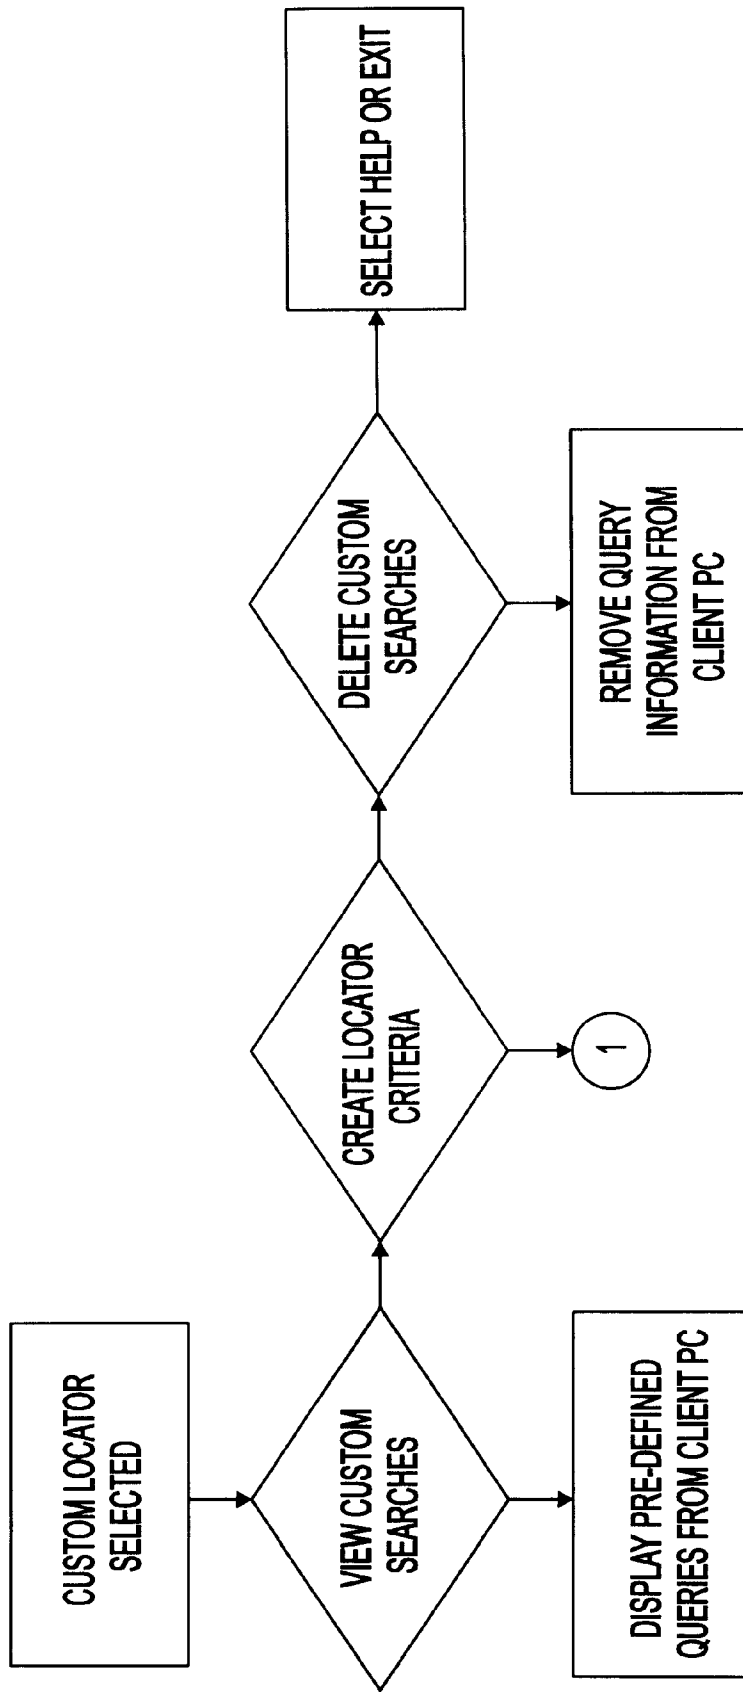 CUSTOM LOCATOR
SELECTED
VIEW CUSTOM
SEARCHES
DISPLAY PRE-DEFINED
QUERIES FROM CLIENT PC
CREATE LOCATOR
CRITERIA
1
DELETE CUSTOM
SEARCHES
REMOVE QUERY
INFORMATION FROM
CLIENT PC
SELECT HELP OR EXIT